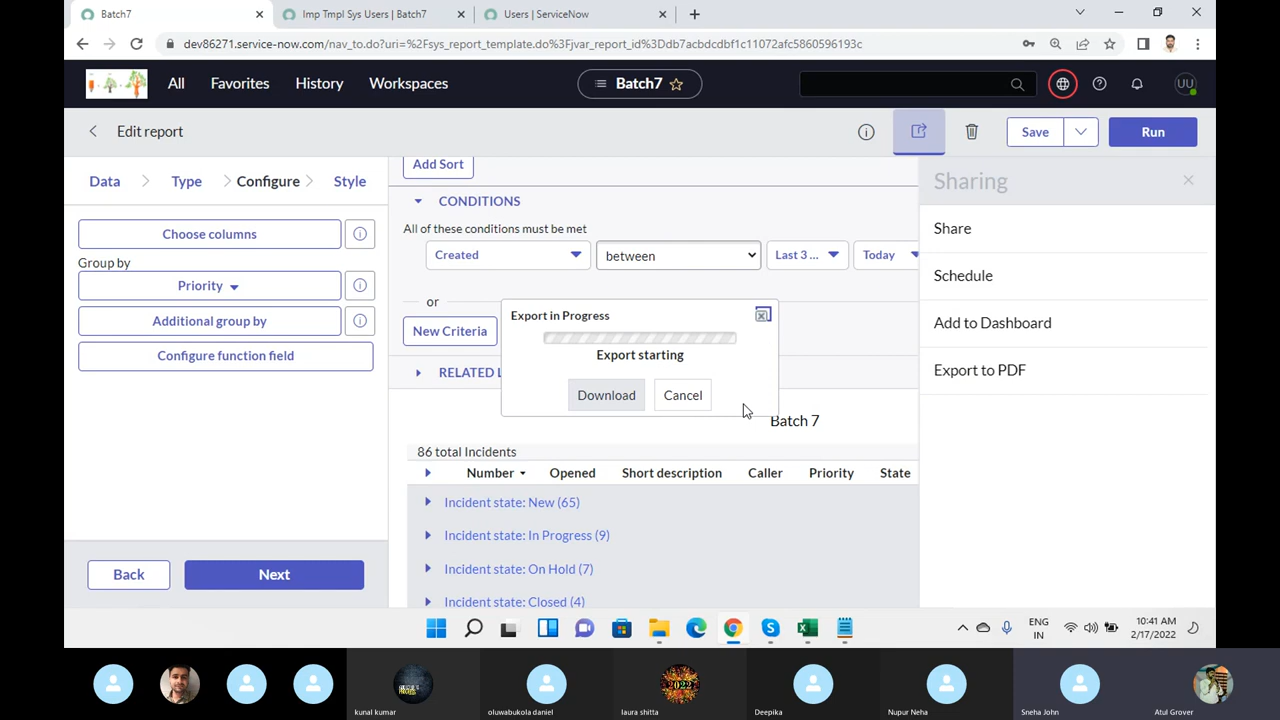 Batch7
Imp Tmpl Sys Users | Batch7
Users | ServiceNow
dev86271.service-now.com/nav_to.do?uri=%2Fsys_report_template.do%3Fjvar_report_id%3Ddb7acbdcdbf1c11072afc5860596193c
All
Favorites
History
Workspaces
Batch7
UU
Edit report
Save
Run
Data
Type
Configure
Style
Choose columns
Group by
Priority
Additional group by
Configure function field
Back
Next
Add Sort
CONDITIONS
All of these conditions must be met
Created
between
Last 3 ...
Today
or
New Criteria
RELATED L
Export in Progress
Export starting
Download
Cancel
Batch 7
86 total Incidents
Number
Opened
Short description
Caller
Priority
State
Incident state: New (65)
Incident state: In Progress (9)
Incident state: On Hold (7)
Incident state: Closed (4)
Sharing
Share
Schedule
Add to Dashboard
Export to PDF
ENG
IN
10:41 AM
2/17/2022
kunal kumar
oluwabukola daniel
laura shitta
Deepika
Nupur Neha
Sneha John
Atul Grover
2022